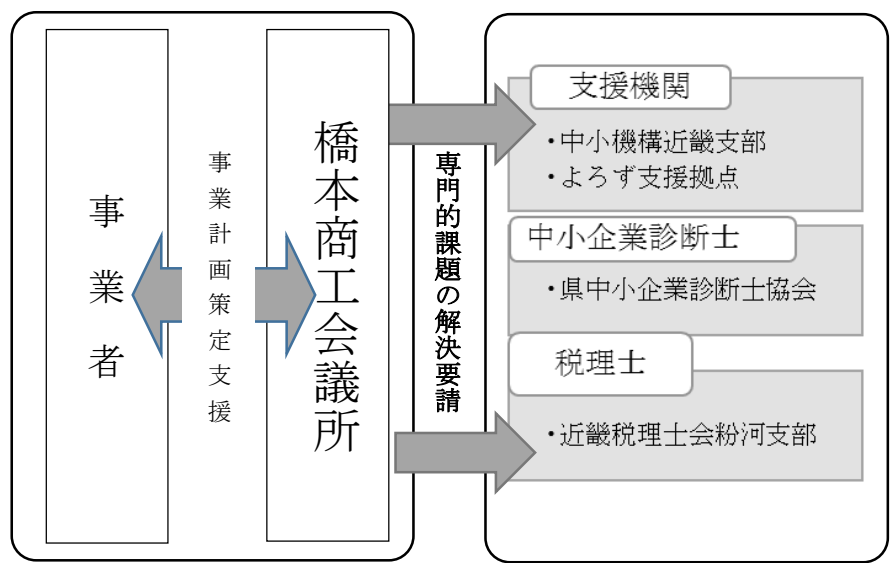 事業者
事業計画策定支援
橋本商工会議所
専門的課題の解決要請
支援機関
・中小機構近畿支部
・よろず支援拠点
中小企業診断士
・県中小企業診断士協会
税理士
・近畿税理士会粉河支部